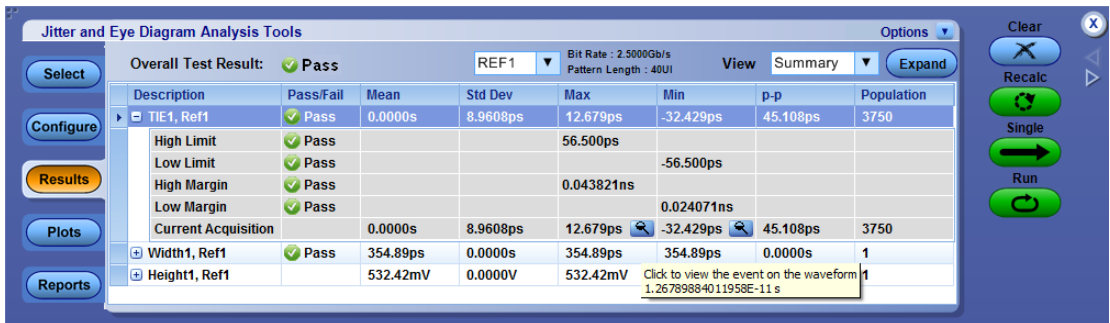 Jitter and Eye Diagram Analysis Tools
Options
Clear
X
Select
Overall Test Result: Pass
REF1
Bit Rate : 2.5000Gb/s
Pattern Length : 40UI
View
Summary
Expand
Recalc
Description Pass/Fail Mean Std Dev Max Min p-p Population
TIE1, Ref1 Pass 0.0000s 8.9608ps 12.679ps -32.429ps 45.108ps 3750
Configure
High Limit Pass 56.500ps
Single
Low Limit Pass -56.500ps
Results
High Margin Pass 0.043821ns
Run
Low Margin Pass 0.024071ns
Plots
Current Acquisition 0.0000s 8.9608ps 12.679ps -32.429ps 45.108ps 3750
Width1, Ref1 Pass 354.89ps 0.0000s 354.89ps 354.89ps 0.0000s 1
Height1, Ref1 532.42mV 0.0000V 532.42mV 1
Click to view the event on the waveform
1.26789884011958E-11 s
Reports